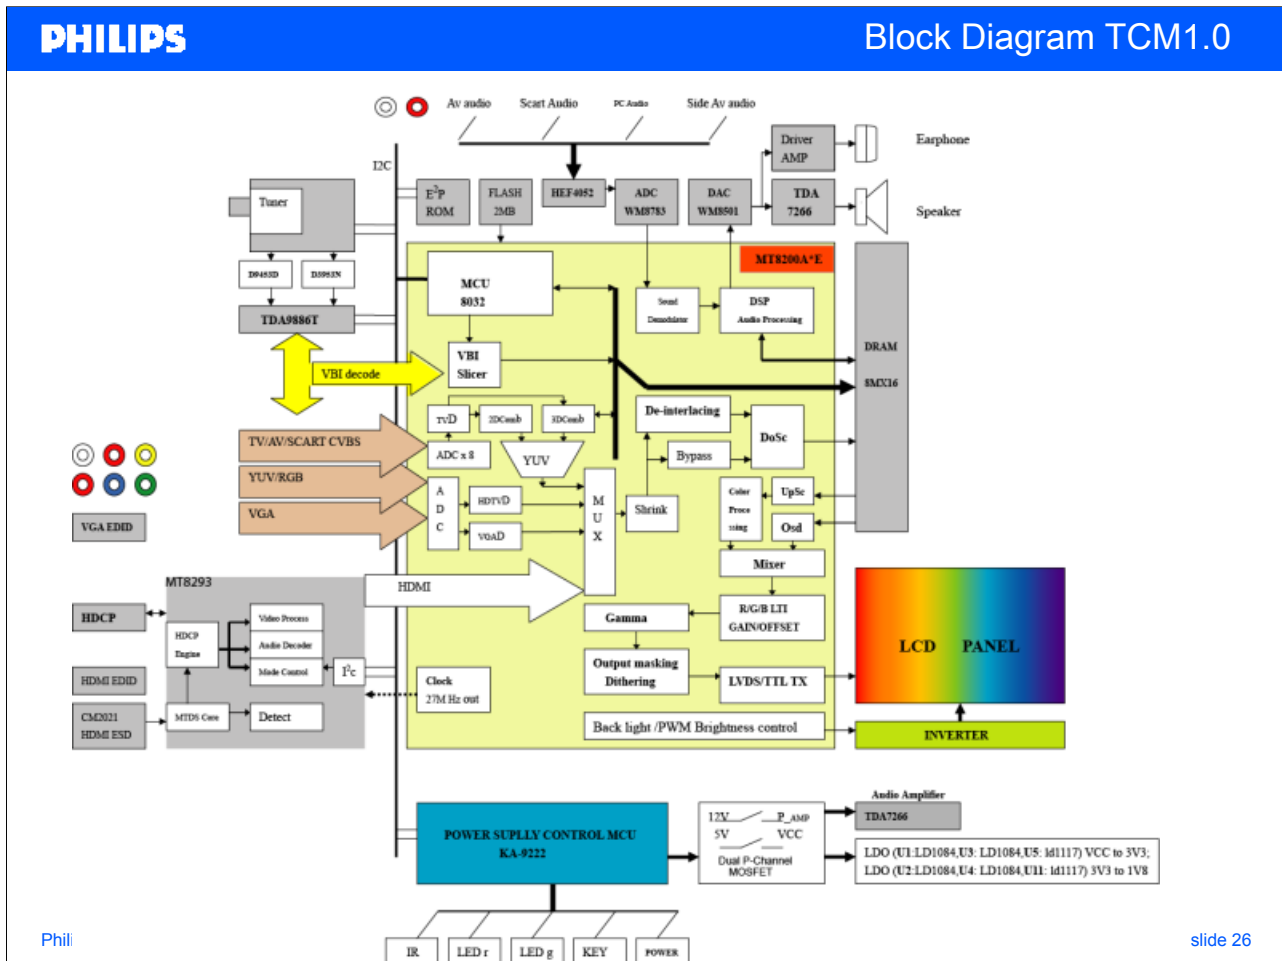 PHILIPS
Block Diagram TCM1.0
Av audio
Scart Audio
PC Audio
Side Av audio
I2C
Driver
AMP
Earphone
Tuner
E²P
ROM
FLASH
2MB
HEF4052
ADC
WM8783
DAC
WM8501
TDA
7266
Speaker
MT8200A*E
D9453D
D3953N
TDA9886T
MCU
8032
Sound
Demodulator
DSP
Audio Processing
DRAM
8MX16
VBI decode
VBI
Slicer
TVD
2DComb
3DComb
De-interlacing
DoSc
Bypass
TV/AV/SCART CVBS
ADC x 8
YUV
YUV/RGB
VGA
A
D
C
HDTVD
VGAD
M
U
X
Shrink
Color
Proce
ssing
UpSc
Osd
VGA EDID
Mixer
MT8293
HDMI
HDCP
HDCP
Engine
Video Process
Audio Decoder
Mode Control
I²c
Gamma
R/G/B LTI
GAIN/OFFSET
LCD PANEL
HDMI EDID
Clock
27M Hz out
Output masking
Dithering
LVDS/TTL TX
CM2021
HDMI ESD
MTDS Core
Detect
Back light /PWM Brightness control
INVERTER
POWER SUPLLY CONTROL MCU
KA-9222
12V P_AMP
5V VCC
Dual P-Channel
MOSFET
Audio Amplifier
TDA7266
LDO (U1:LD1084,U3: LD1084,U5: ld1117) VCC to 3V3;
LDO (U2:LD1084,U4: LD1084,U11: ld1117) 3V3 to 1V8
IR
LED r
LED g
KEY
POWER
Phili
slide 26